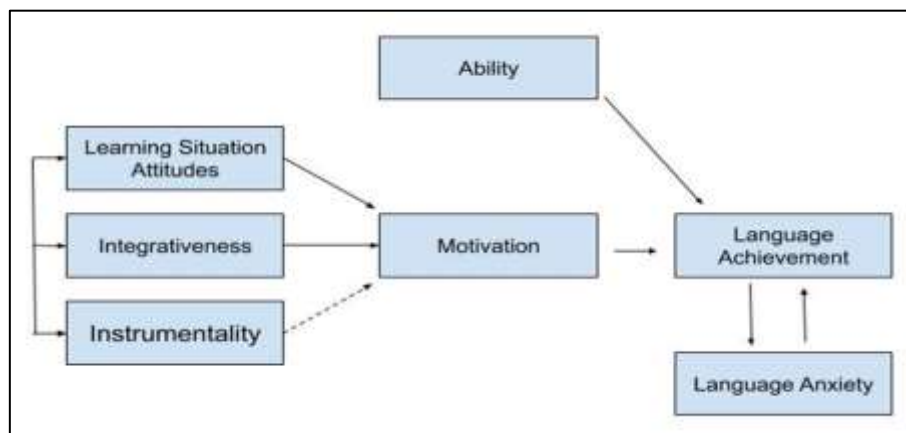 Ability
Learning Situation
Attitudes
Integrativeness
Motivation
Language
Achievement
Instrumentality
Language Anxiety